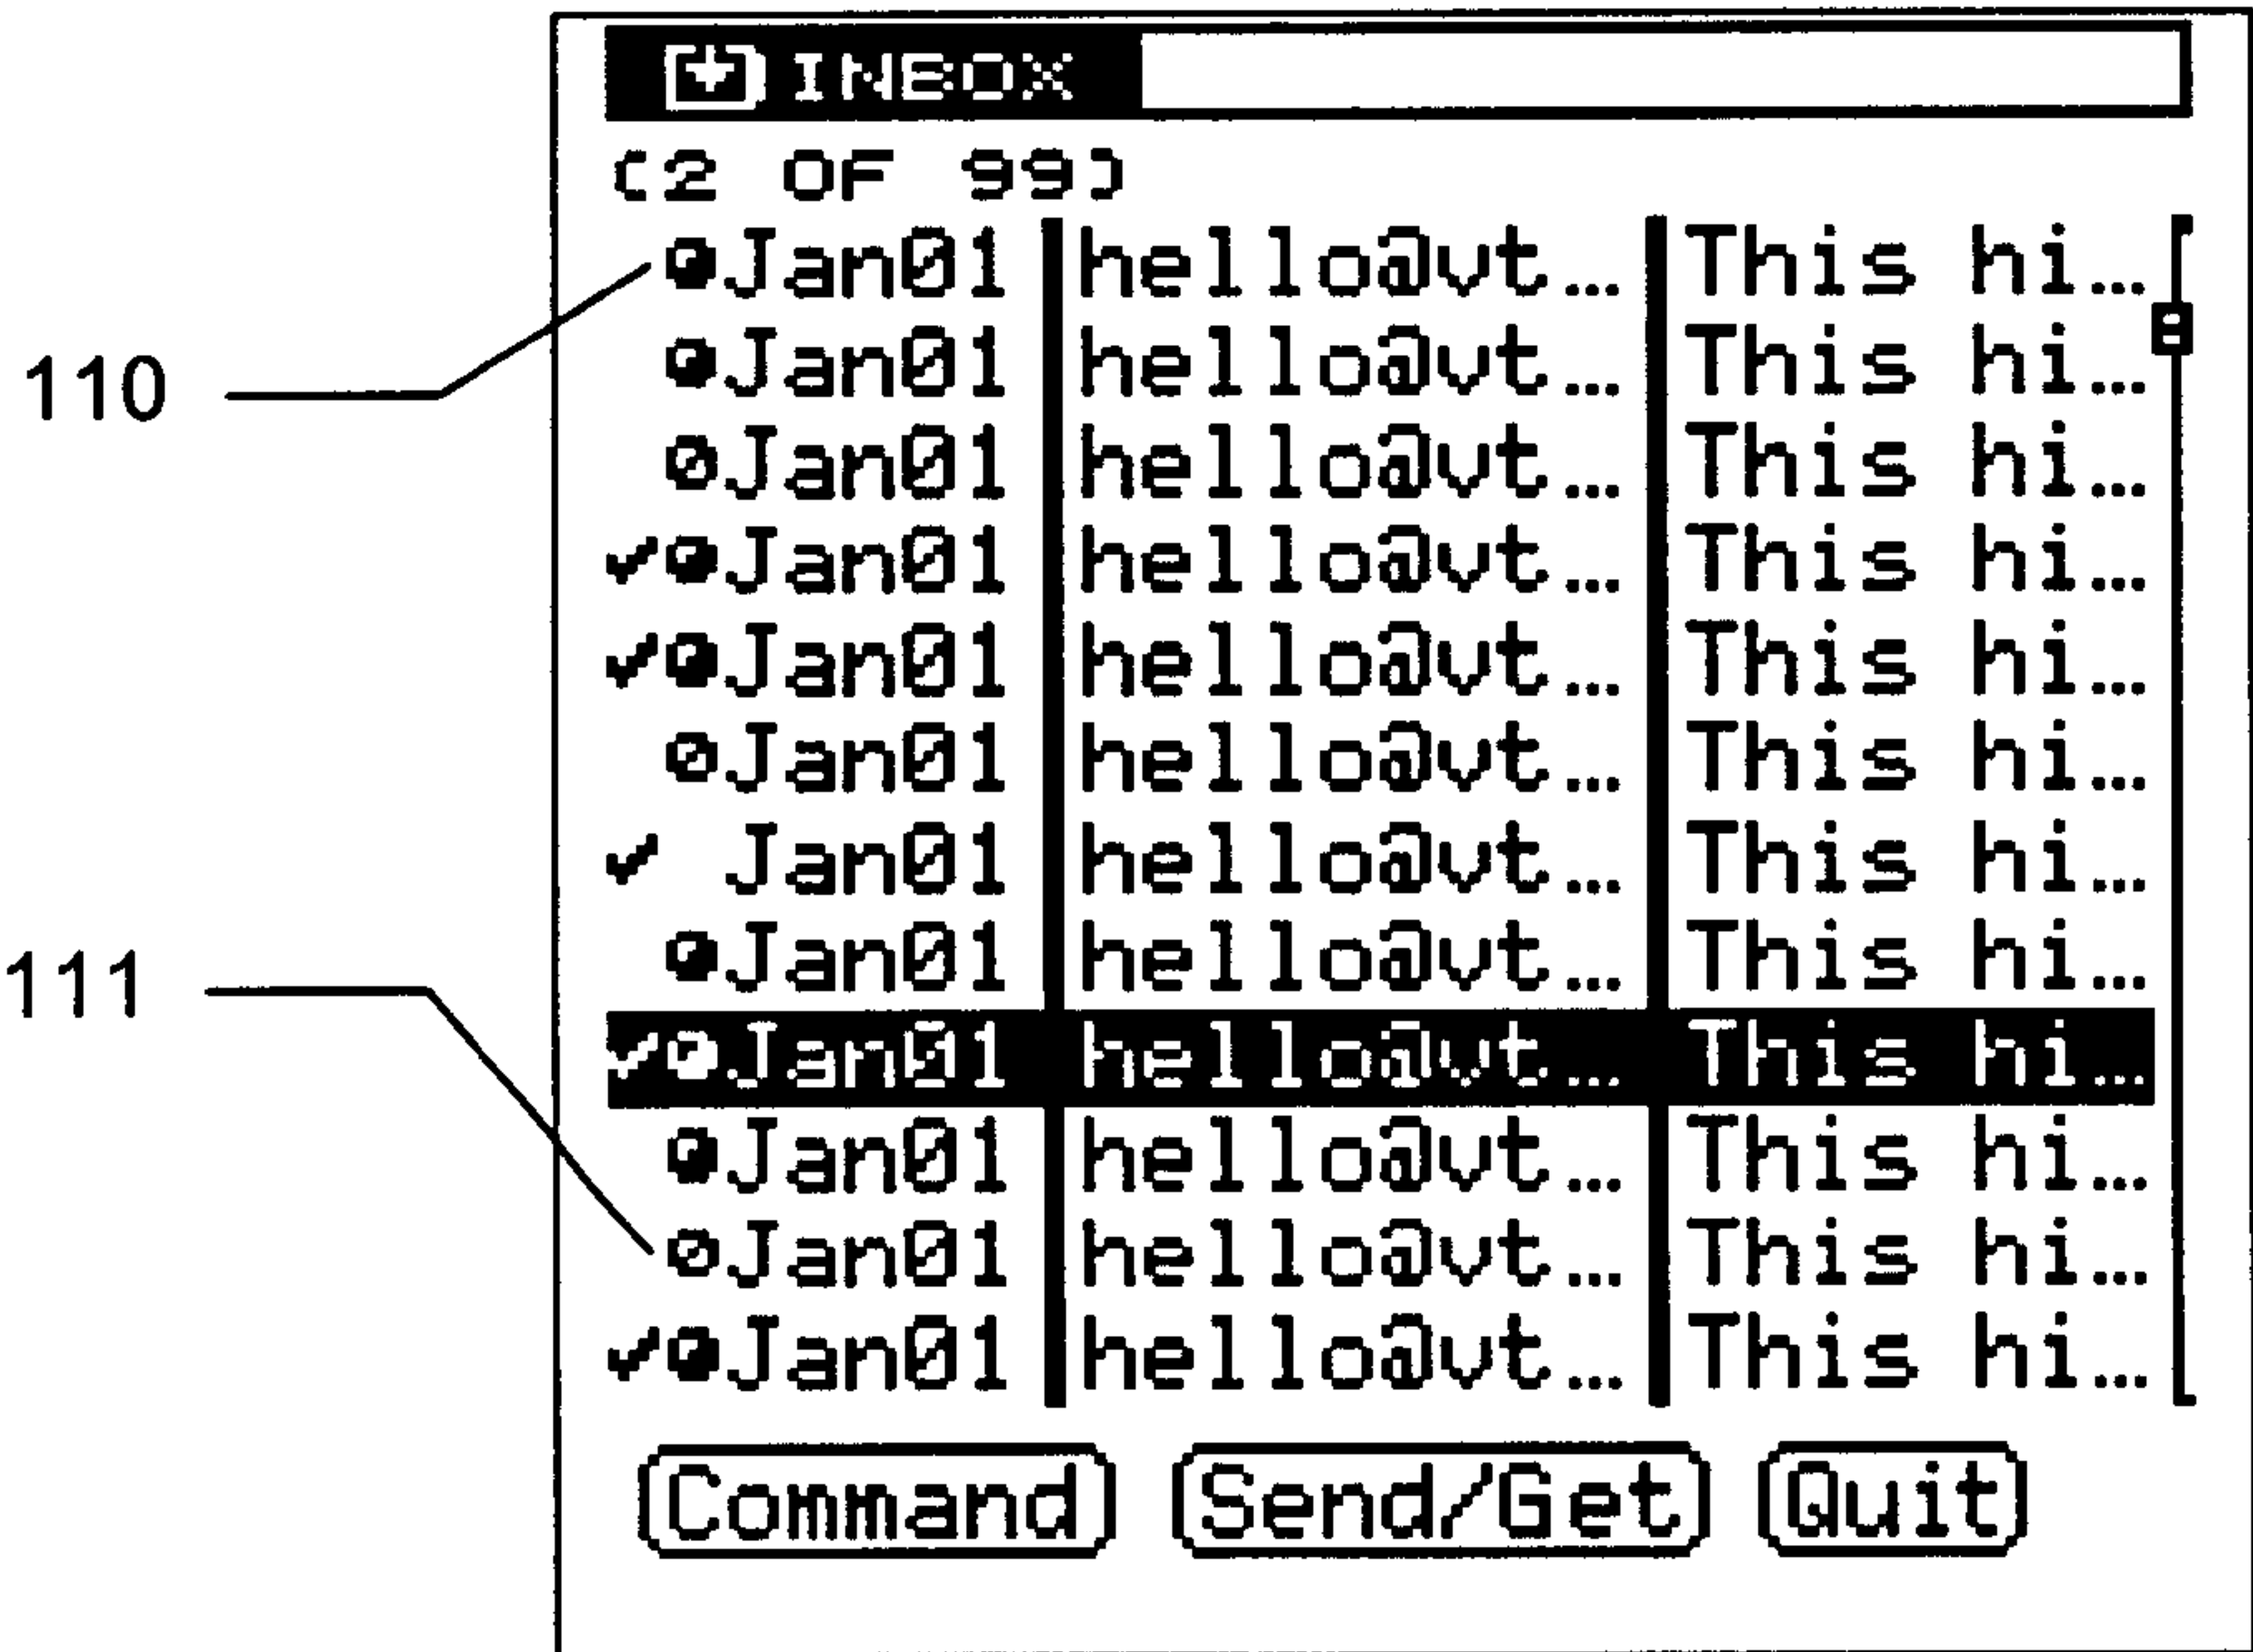 INBOX
(2 OF 99)
Jan01 hello@vt… This hi…
110
Jan01 hello@vt… This hi…
Jan01 hello@vt… This hi…
✓ Jan01 hello@vt… This hi…
✓ Jan01 hello@vt… This hi…
Jan01 hello@vt… This hi…
✓ Jan01 hello@vt… This hi…
Jan01 hello@vt… This hi…
111
✓ Jan01 hello@vt… This hi…
Jan01 hello@vt… This hi…
Jan01 hello@vt… This hi…
✓ Jan01 hello@vt… This hi…
Command Send/Get Quit